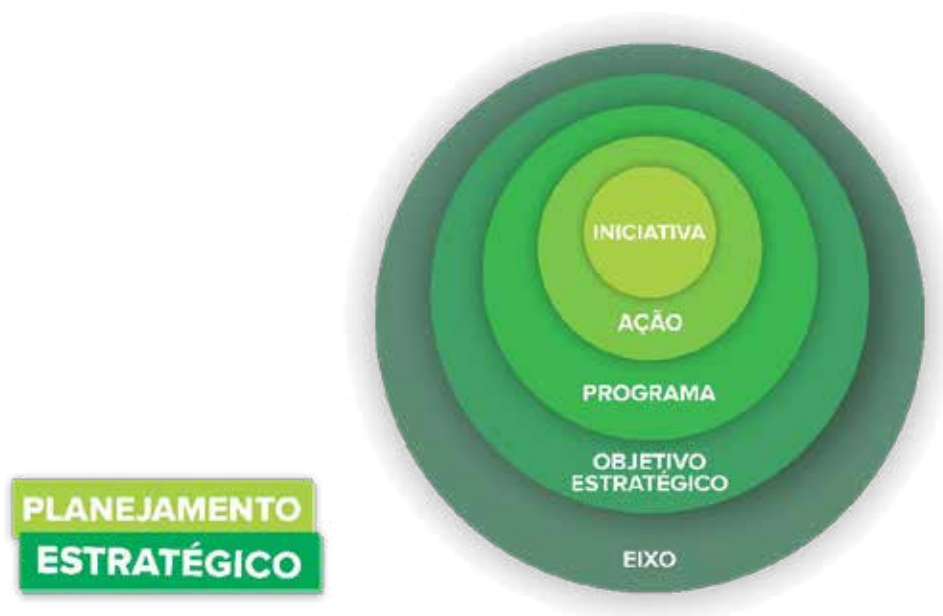 INICIATIVA
AÇÃO
PROGRAMA
OBJETIVO
ESTRATÉGICO
EIXO
PLANEJAMENTO
ESTRATÉGICO